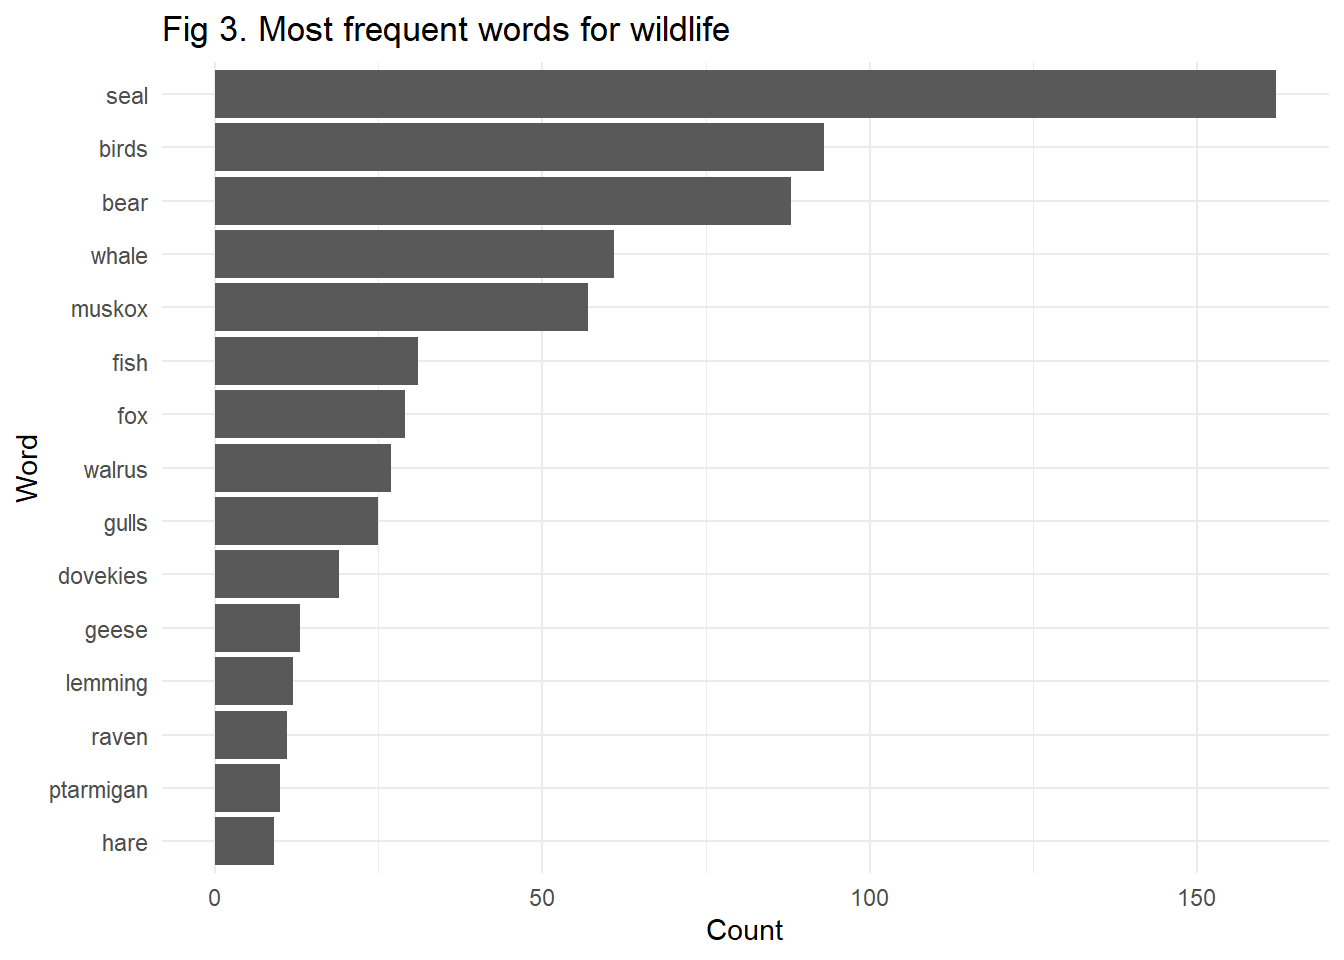 Fig 3. Most frequent words for wildlife
seal
birds
bear
whale
muskox
fish
fox
walrus
gulls
dovekies
geese
lemming
raven
ptarmigan
hare
Word
0 50 100 150
Count